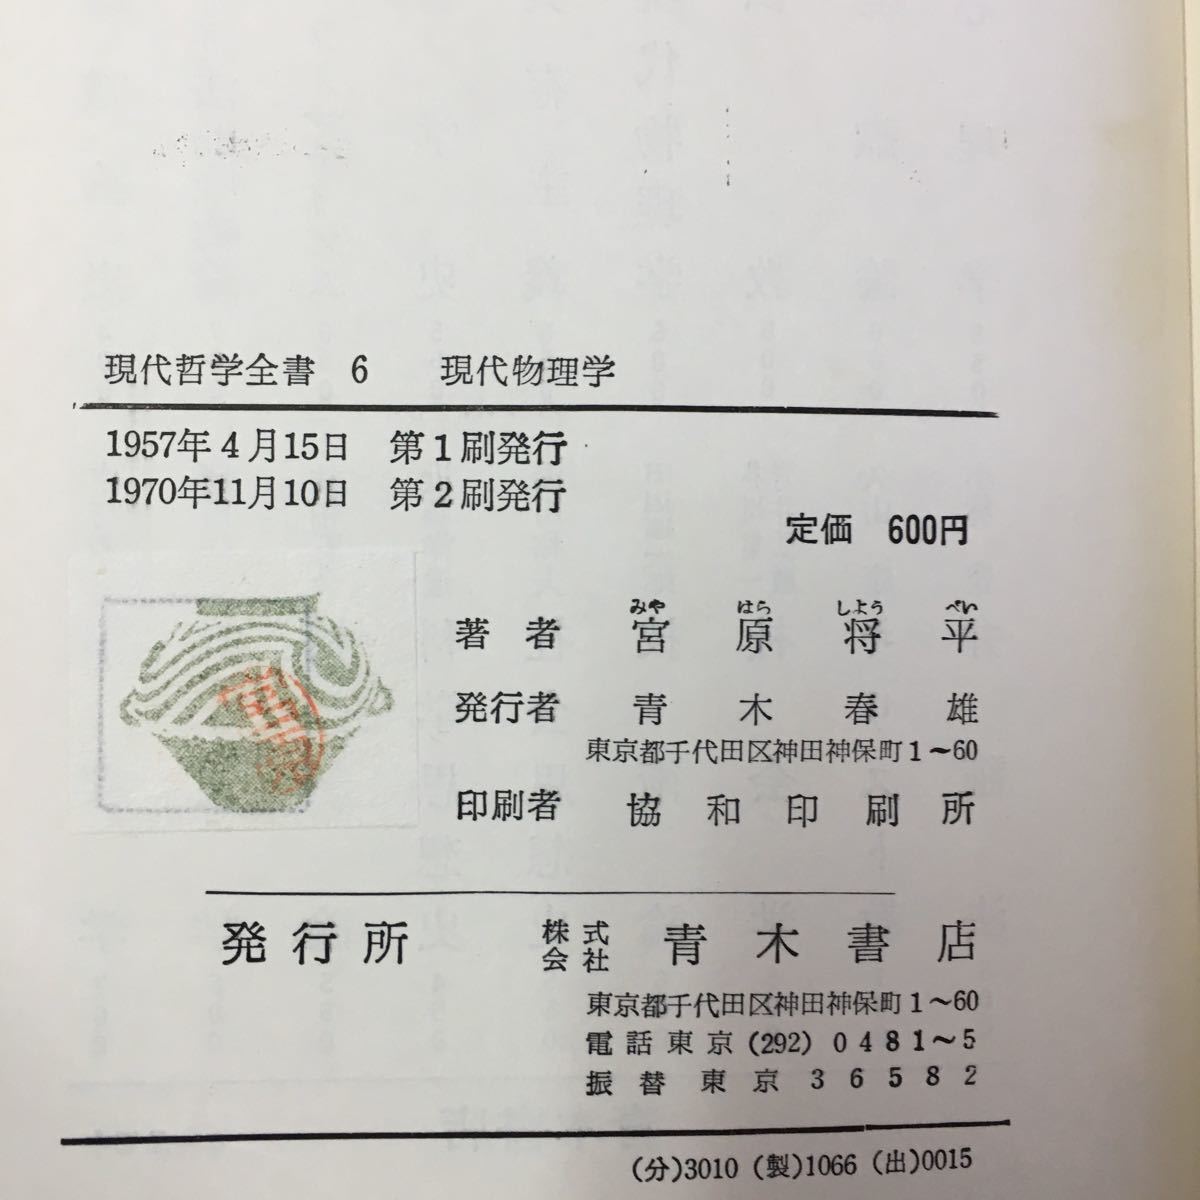 現代哲学全書 6 現代物理学
1957年4月15日 第1刷発行
1970年11月10日 第2刷発行
定価 600円
みや はら しよう ぺい
著者 宮原将平
発行者 青木春雄
東京都千代田区神田神保町1〜60
印刷者 協和印刷所
発行所 株式会社 青木書店
東京都千代田区神田神保町1〜60
電話東京(292)0481〜5
振替東京36582
(分)3010(製)1066(出)0015